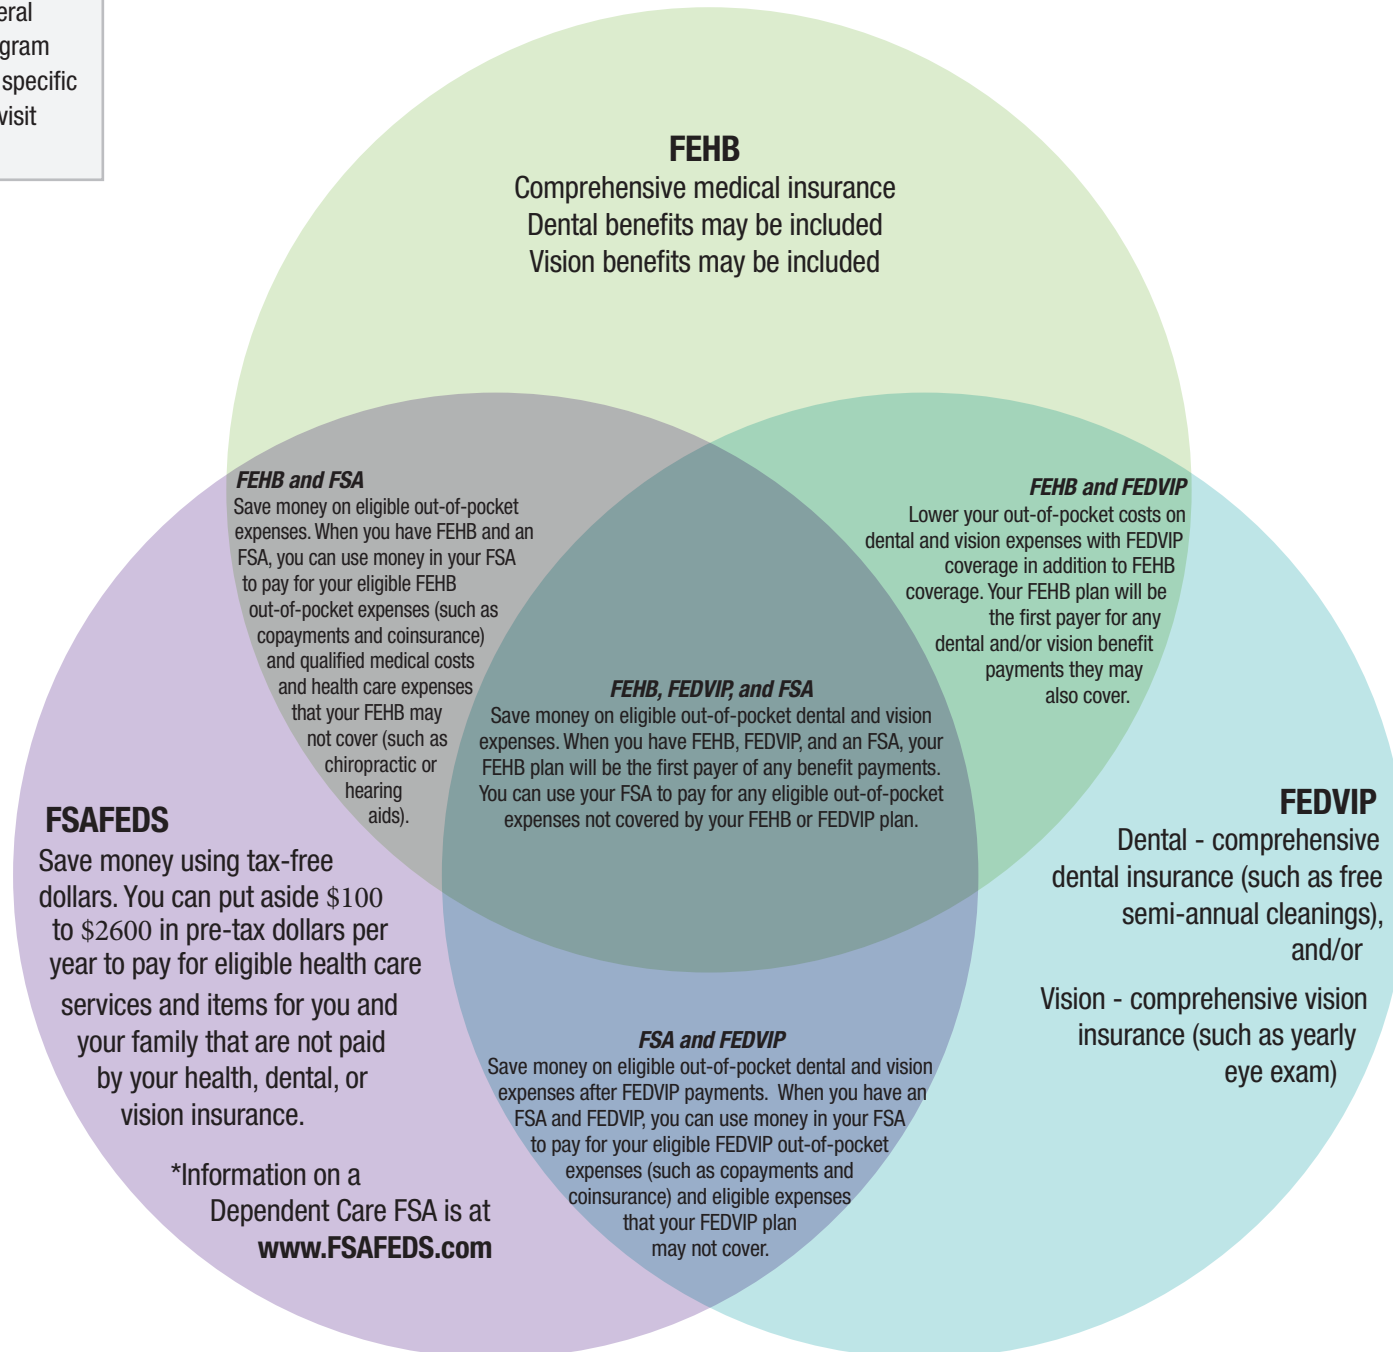 eral
gram
specific
visit
FEHB
Comprehensive medical insurance
Dental benefits may be included
Vision benefits may be included
FEHB and FSA
Save money on eligible out-of-pocket
expenses. When you have FEHB and an
FSA, you can use money in your FSA
to pay for your eligible FEHB
out-of-pocket expenses (such as
copayments and coinsurance)
and qualified medical costs
and health care expenses
that your FEHB may
not cover (such as
chiropractic or
hearing
aids).
FEHB and FEDVIP
Lower your out-of-pocket costs on
dental and vision expenses with FEDVIP
coverage in addition to FEHB
coverage. Your FEHB plan will be
the first payer for any
dental and/or vision benefit
payments they may
also cover.
FEHB, FEDVIP, and FSA
Save money on eligible out-of-pocket dental and vision
expenses. When you have FEHB, FEDVIP, and an FSA, your
FEHB plan will be the first payer of any benefit payments.
You can use your FSA to pay for any eligible out-of-pocket
expenses not covered by your FEHB or FEDVIP plan.
FSAFEDS
Save money using tax-free
dollars. You can put aside $100
to $2600 in pre-tax dollars per
year to pay for eligible health care
services and items for you and
your family that are not paid
by your health, dental, or
vision insurance.
*Information on a
Dependent Care FSA is at
www.FSAFEDS.com
FEDVIP
Dental - comprehensive
dental insurance (such as free
semi-annual cleanings),
and/or
Vision - comprehensive vision
insurance (such as yearly
eye exam)
FSA and FEDVIP
Save money on eligible out-of-pocket dental and vision
expenses after FEDVIP payments. When you have an
FSA and FEDVIP, you can use money in your FSA
to pay for your eligible FEDVIP out-of-pocket
expenses (such as copayments and
coinsurance) and eligible expenses
that your FEDVIP plan
may not cover.